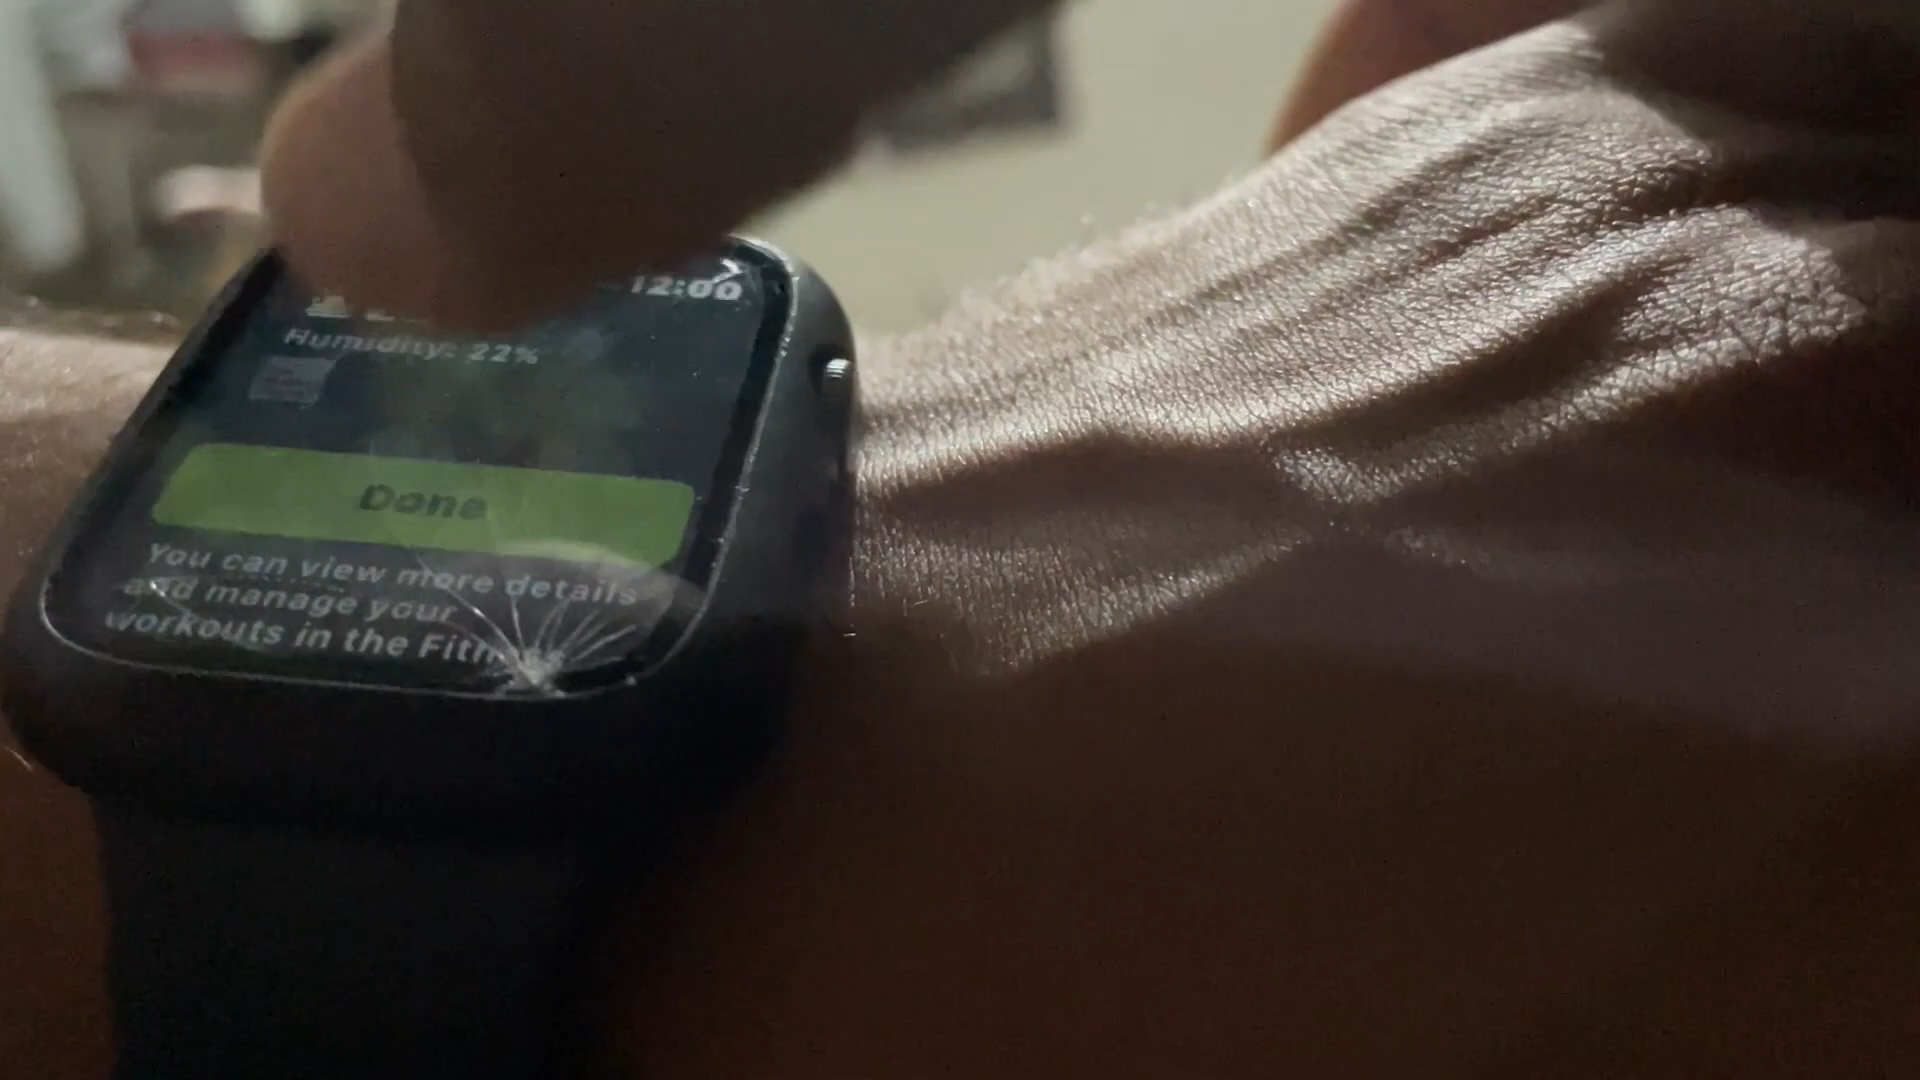 12:00
Humidity: 22%
Done
You can view more details
and manage your
workouts in the